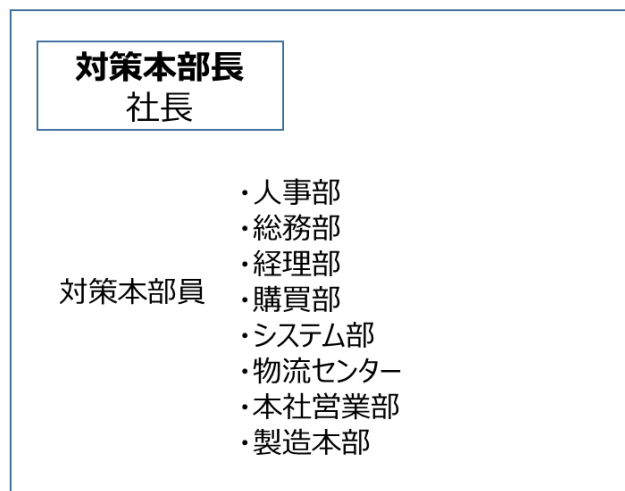 対策本部長
社長
・人事部
・総務部
・経理部
対策本部員
・購買部
・システム部
・物流センター
・本社営業部
・製造本部